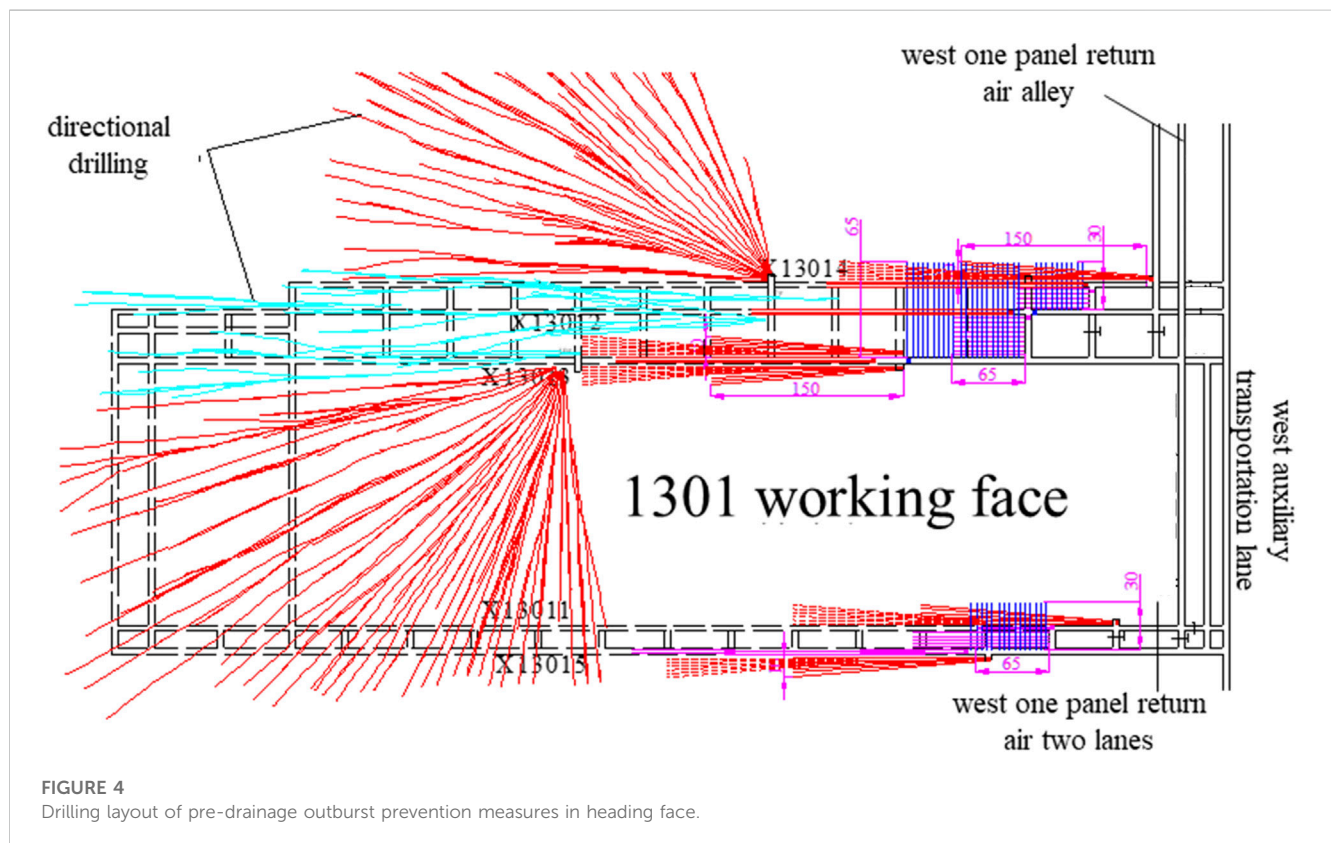 west one panel return
air alley
directional
drilling
65
150
30
X13014
X13012
65
150
1301 working face
west auxiliary
transportation lane
30
X13011
X13015
65
west one panel return
air two lanes
FIGURE 4
Drilling layout of pre-drainage outburst prevention measures in heading face.